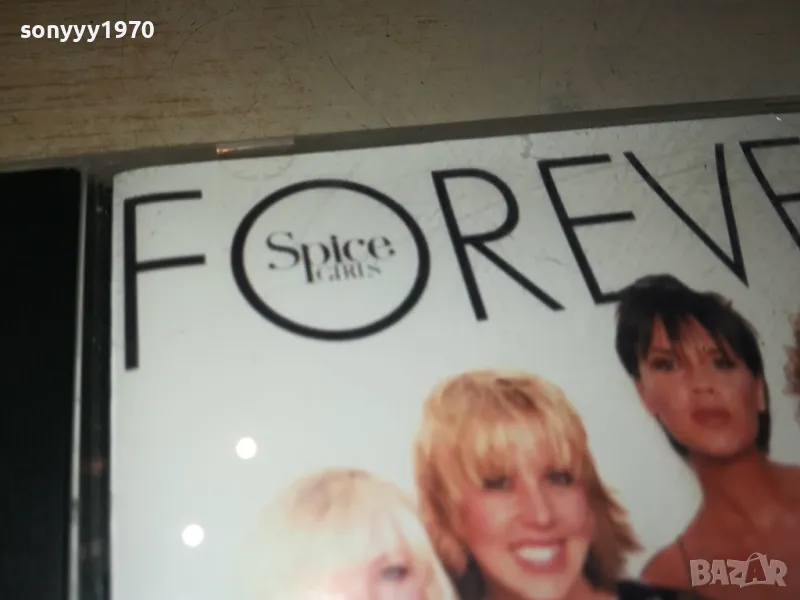 sonyyy1970
FOREVE
Spice
GIRLS
BAZAR